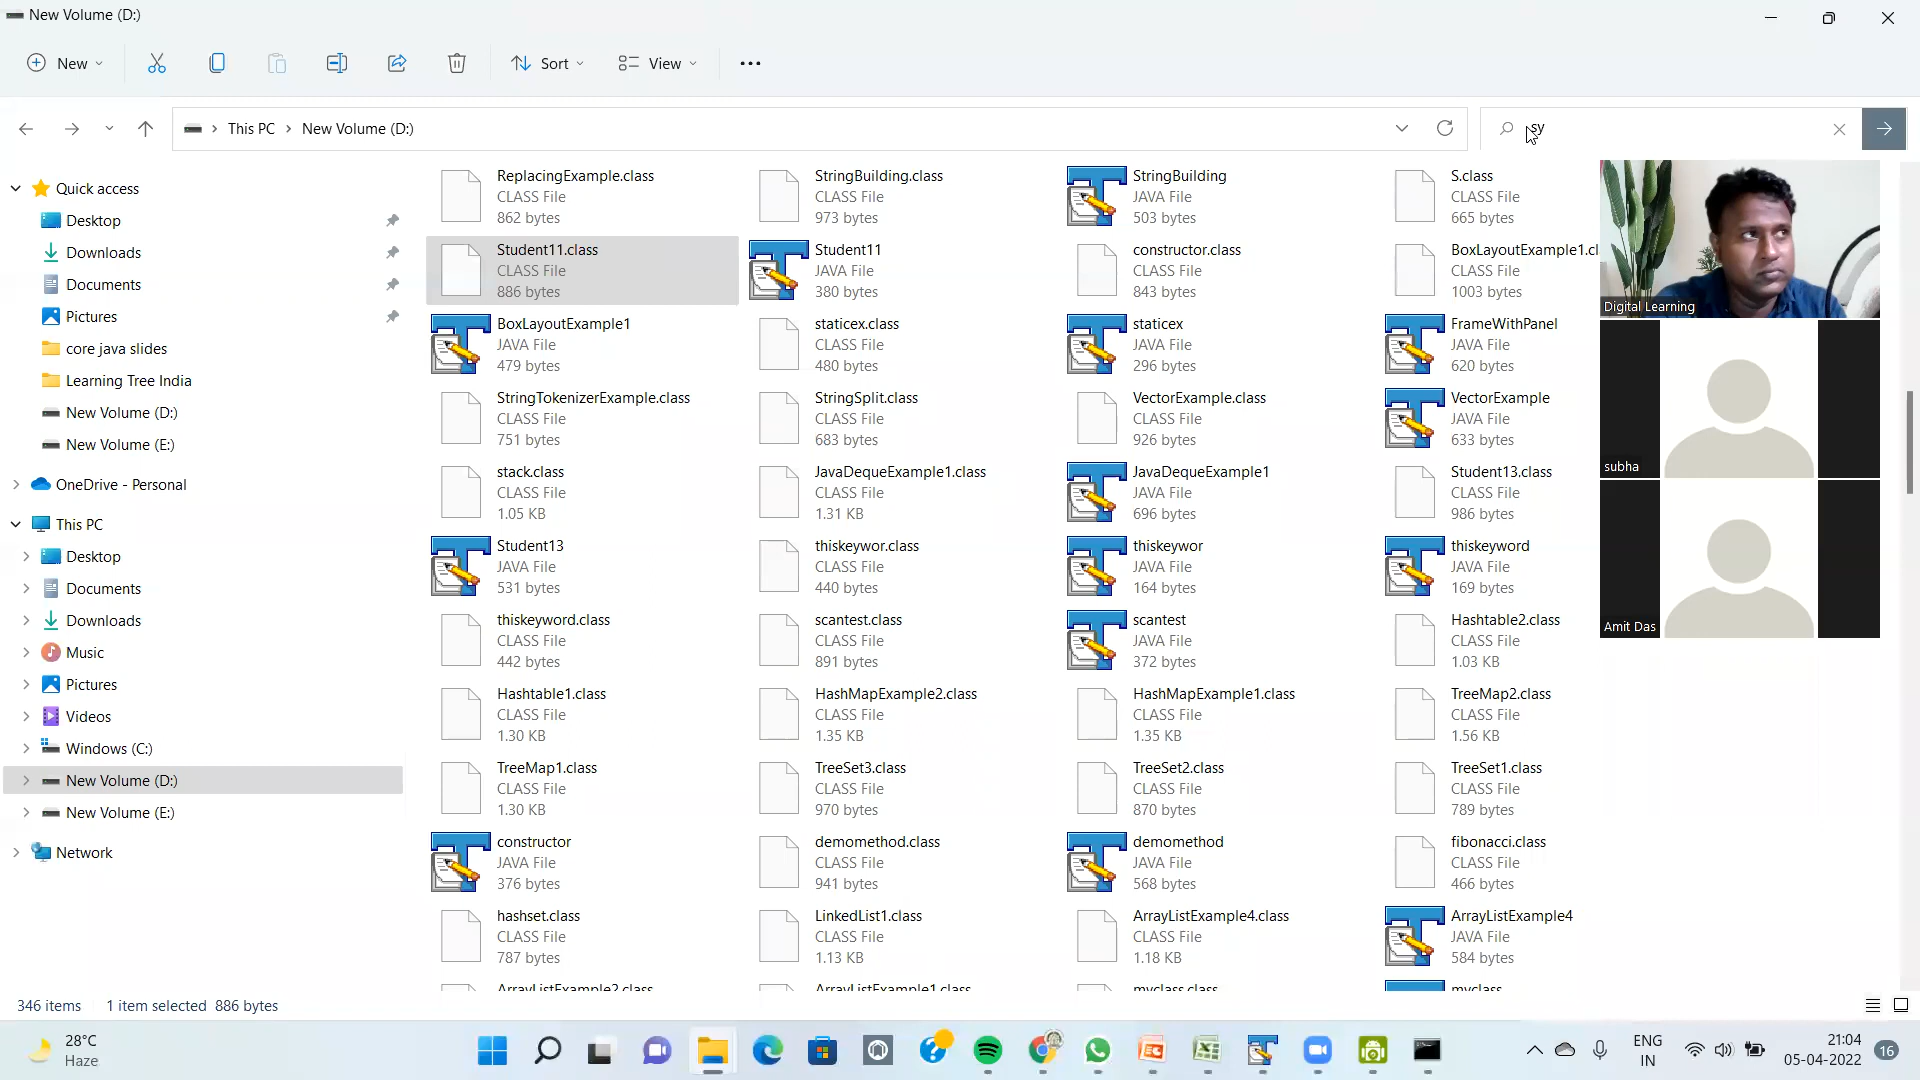 New Volume (D:)
New
Sort
View
This PC
New Volume (D:)
sy
Quick access
Desktop
Downloads
Documents
Pictures
core java slides
Learning Tree India
New Volume (D:)
New Volume (E:)
OneDrive - Personal
This PC
Desktop
Documents
Downloads
Music
Pictures
Videos
Windows (C:)
New Volume (D:)
New Volume (E:)
Network
ReplacingExample.class
CLASS File
862 bytes
StringBuilding.class
CLASS File
973 bytes
StringBuilding
JAVA File
503 bytes
S.class
CLASS File
665 bytes
Student11.class
CLASS File
886 bytes
Student11
JAVA File
380 bytes
constructor.class
CLASS File
843 bytes
BoxLayoutExample1.cl
CLASS File
1003 bytes
BoxLayoutExample1
JAVA File
479 bytes
staticex.class
CLASS File
480 bytes
staticex
JAVA File
296 bytes
FrameWithPanel
JAVA File
620 bytes
StringTokenizerExample.class
CLASS File
751 bytes
StringSplit.class
CLASS File
683 bytes
VectorExample.class
CLASS File
926 bytes
VectorExample
JAVA File
633 bytes
stack.class
CLASS File
1.05 KB
JavaDequeExample1.class
CLASS File
1.31 KB
JavaDequeExample1
JAVA File
696 bytes
Student13.class
CLASS File
986 bytes
Student13
JAVA File
531 bytes
thiskeywor.class
CLASS File
440 bytes
thiskeywor
JAVA File
164 bytes
thiskeyword
JAVA File
169 bytes
thiskeyword.class
CLASS File
442 bytes
scantest.class
CLASS File
891 bytes
scantest
JAVA File
372 bytes
Hashtable2.class
CLASS File
1.03 KB
Hashtable1.class
CLASS File
1.30 KB
HashMapExample2.class
CLASS File
1.35 KB
HashMapExample1.class
CLASS File
1.35 KB
TreeMap2.class
CLASS File
1.56 KB
TreeMap1.class
CLASS File
1.30 KB
TreeSet3.class
CLASS File
970 bytes
TreeSet2.class
CLASS File
870 bytes
TreeSet1.class
CLASS File
789 bytes
constructor
JAVA File
376 bytes
demomethod.class
CLASS File
941 bytes
demomethod
JAVA File
568 bytes
fibonacci.class
CLASS File
466 bytes
hashset.class
CLASS File
787 bytes
LinkedList1.class
CLASS File
1.13 KB
ArrayListExample4.class
CLASS File
1.18 KB
ArrayListExample4
JAVA File
584 bytes
ArrayListExample2.class
ArrayListExample1.class
myclass.class
myclass
Digital Learning
subha
Amit Das
346 items
1 item selected 886 bytes
28°C
Haze
ENG
IN
21:04
05-04-2022
16